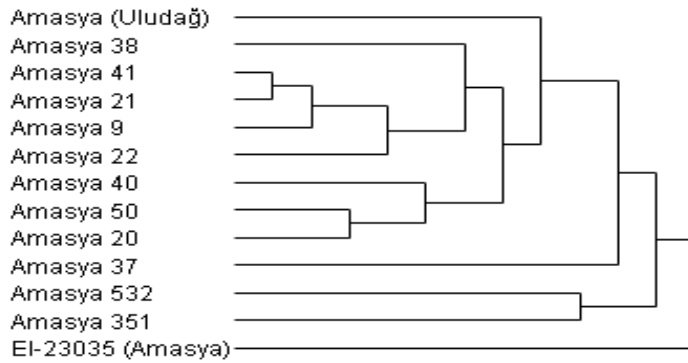 Amasya (Uludağ)
Amasya 38
Amasya 41
Amasya 21
Amasya 9
Amasya 22
Amasya 40
Amasya 50
Amasya 20
Amasya 37
Amasya 532
Amasya 351
El-23035 (Amasya)